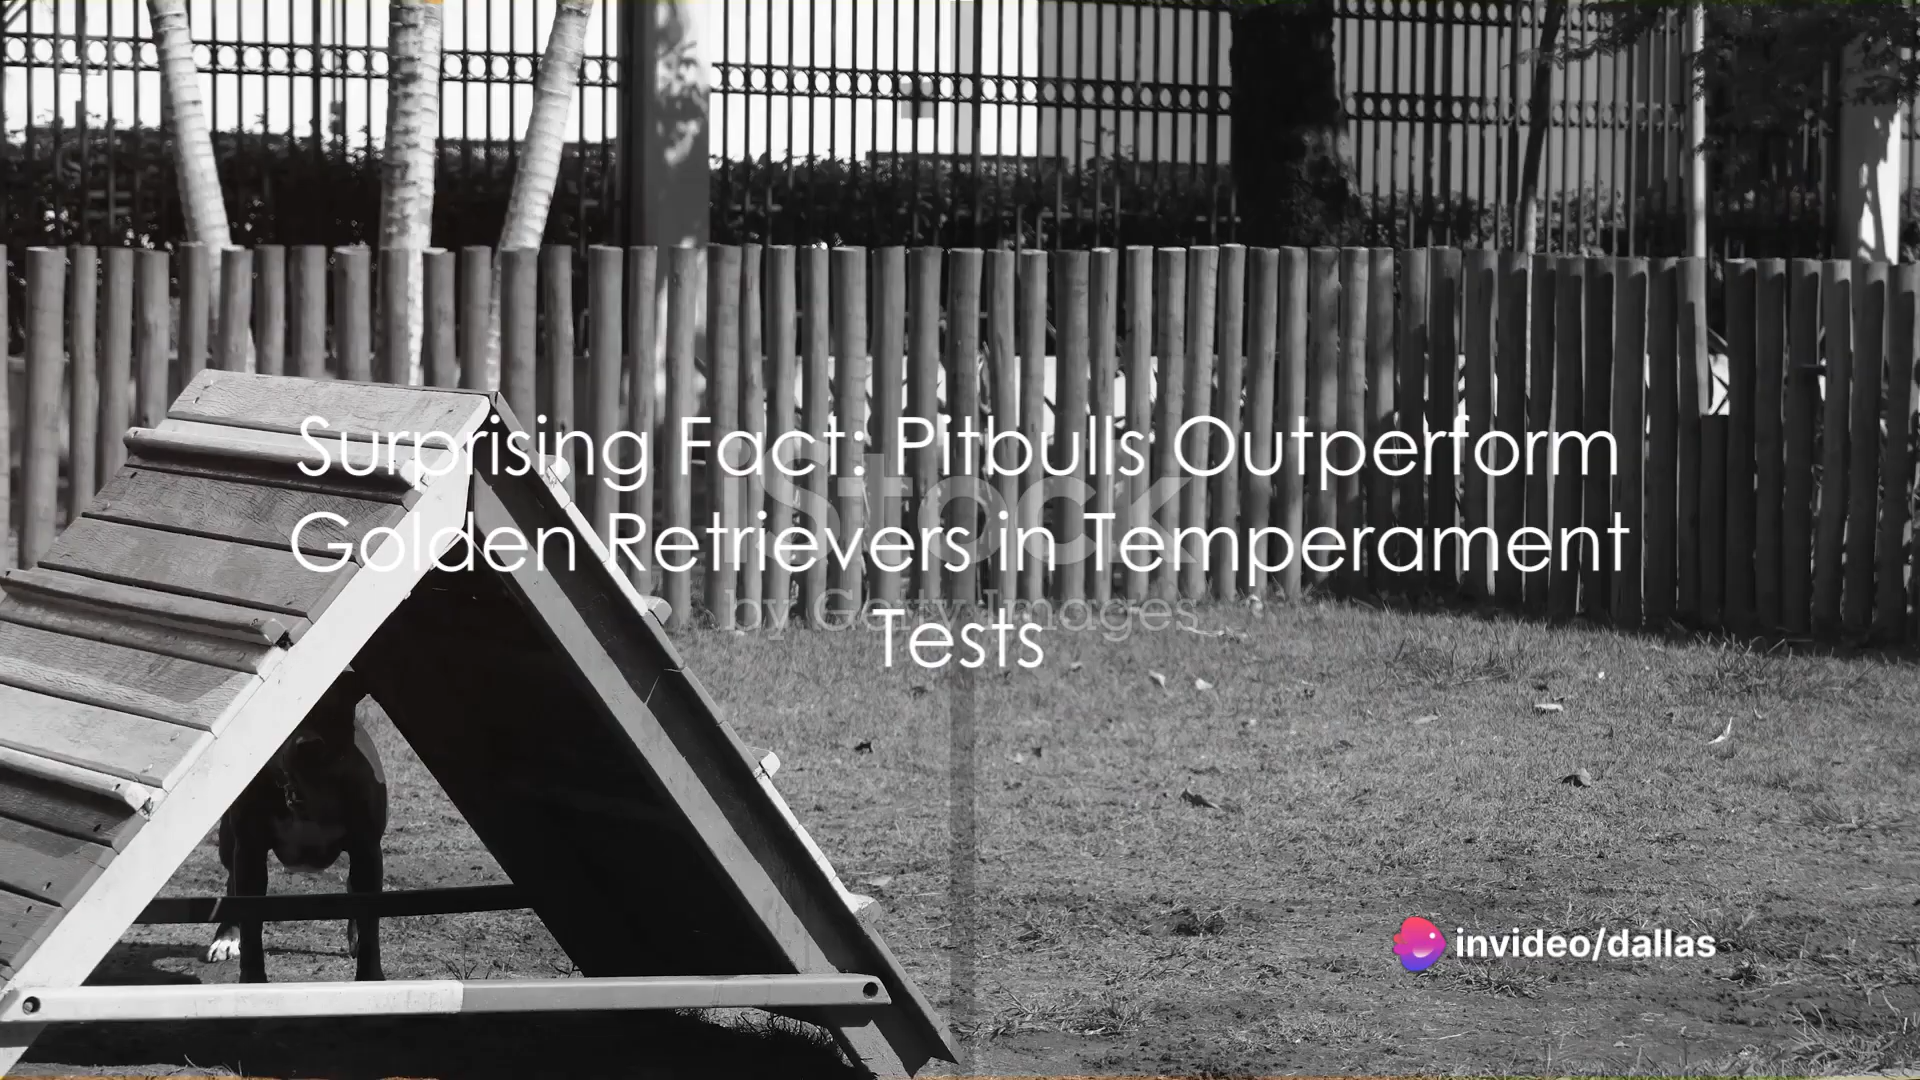 Surprising Fact: Pitbulls Outperform
Golden Retrievers in Temperament
Tests
iStock
by Getty Images
invideo/dallas